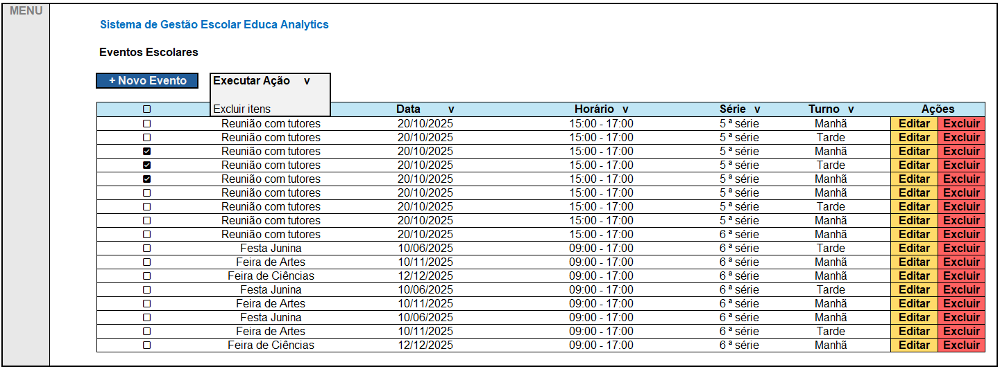 MENU
Sistema de Gestão Escolar Educa Analytics
Eventos Escolares
+ Novo Evento
Executar Ação v
Excluir itens
Data v Horário v Série v Turno v Ações
Reunião com tutores 20/10/2025 15:00 - 17:00 5 ª série Manhã Editar Excluir
Reunião com tutores 20/10/2025 15:00 - 17:00 5 ª série Tarde Editar Excluir
Reunião com tutores 20/10/2025 15:00 - 17:00 5 ª série Manhã Editar Excluir
Reunião com tutores 20/10/2025 15:00 - 17:00 5 ª série Tarde Editar Excluir
Reunião com tutores 20/10/2025 15:00 - 17:00 5 ª série Manhã Editar Excluir
Reunião com tutores 20/10/2025 15:00 - 17:00 5 ª série Manhã Editar Excluir
Reunião com tutores 20/10/2025 15:00 - 17:00 5 ª série Tarde Editar Excluir
Reunião com tutores 20/10/2025 15:00 - 17:00 5 ª série Manhã Editar Excluir
Reunião com tutores 20/10/2025 15:00 - 17:00 6 ª série Manhã Editar Excluir
Festa Junina 10/06/2025 09:00 - 17:00 6 ª série Tarde Editar Excluir
Feira de Artes 10/11/2025 09:00 - 17:00 6 ª série Manhã Editar Excluir
Feira de Ciências 12/12/2025 09:00 - 17:00 6 ª série Manhã Editar Excluir
Festa Junina 10/06/2025 09:00 - 17:00 6 ª série Tarde Editar Excluir
Feira de Artes 10/11/2025 09:00 - 17:00 6 ª série Manhã Editar Excluir
Festa Junina 10/06/2025 09:00 - 17:00 6 ª série Manhã Editar Excluir
Feira de Artes 10/11/2025 09:00 - 17:00 6 ª série Tarde Editar Excluir
Feira de Ciências 12/12/2025 09:00 - 17:00 6 ª série Manhã Editar Excluir